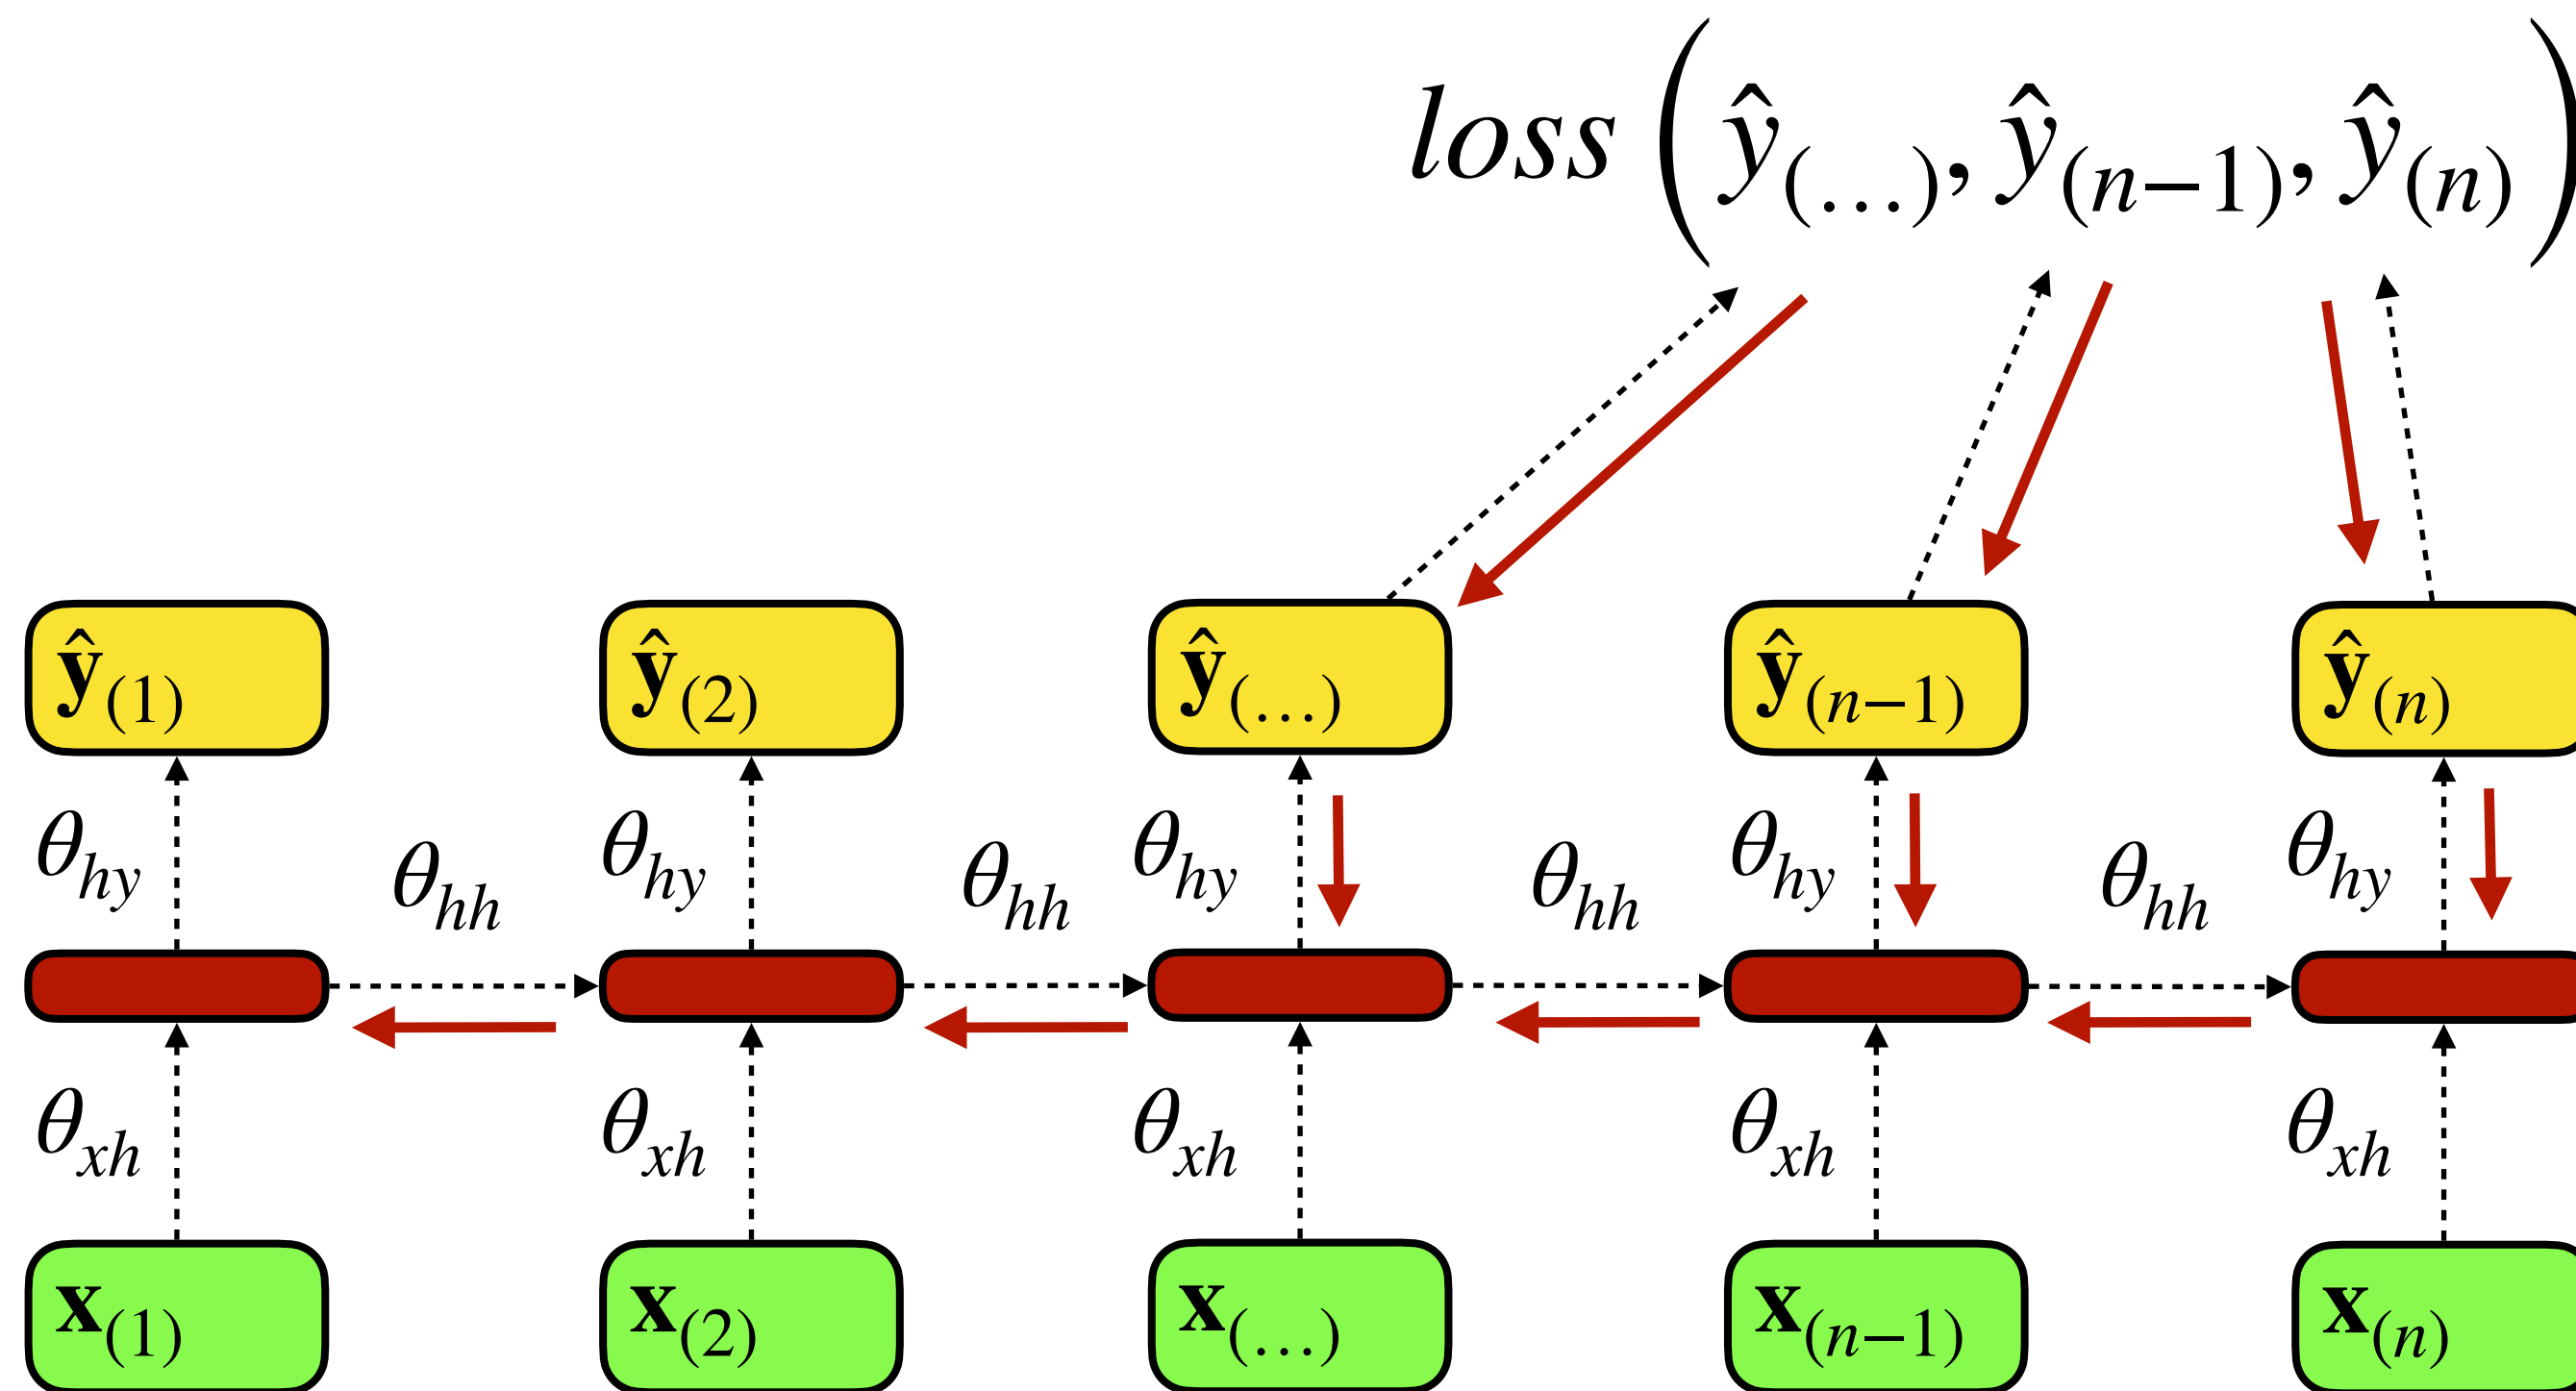 loss(ŷ(…), ŷ(n−1), ŷ(n))
ŷ(1) ŷ(2) ŷ(…) ŷ(n−1) ŷ(n)
θhy θhy θhy θhy θhy
θhh θhh θhh θhh
θxh θxh θxh θxh θxh
x(1) x(2) x(…) x(n−1) x(n)